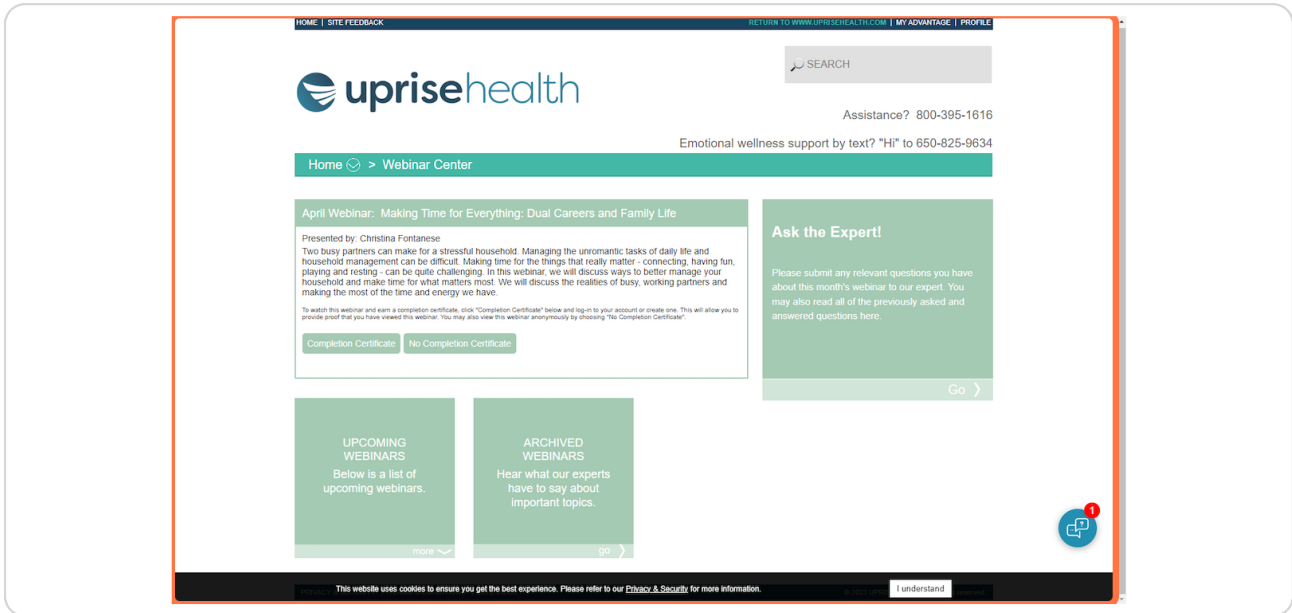 HOME | SITE FEEDBACK
RETURN TO WWW.UPRISEHEALTH.COM | MY ADVANTAGE | PROFILE
SEARCH
uprisehealth
Assistance? 800-395-1616
Emotional wellness support by text? "Hi" to 650-825-9634
Home > Webinar Center
April Webinar: Making Time for Everything: Dual Careers and Family Life
Presented by: Christina Fontanese
Two busy partners can make for a stressful household. Managing the unromantic tasks of daily life and
household management can be difficult. Making time for the things that really matter - connecting, having fun,
playing and resting - can be quite challenging. In this webinar, we will discuss ways to better manage your
household and make time for what matters most. We will discuss the realities of busy, working partners and
making the most of the time and energy we have.
To watch this webinar and earn a completion certificate, click "Completion Certificate" below and log-in to your account or create one. This will allow you to
provide proof that you have viewed this webinar. You may also view this webinar anonymously by choosing "No Completion Certificate".
Completion Certificate
No Completion Certificate
Ask the Expert!
Please submit any relevant questions you have
about this month's webinar to our expert. You
may also read all of the previously asked and
answered questions here.
Go
UPCOMING
WEBINARS
Below is a list of
upcoming webinars.
more
ARCHIVED
WEBINARS
Hear what our experts
have to say about
important topics.
go
1
This website uses cookies to ensure you get the best experience. Please refer to our Privacy & Security for more information.
I understand